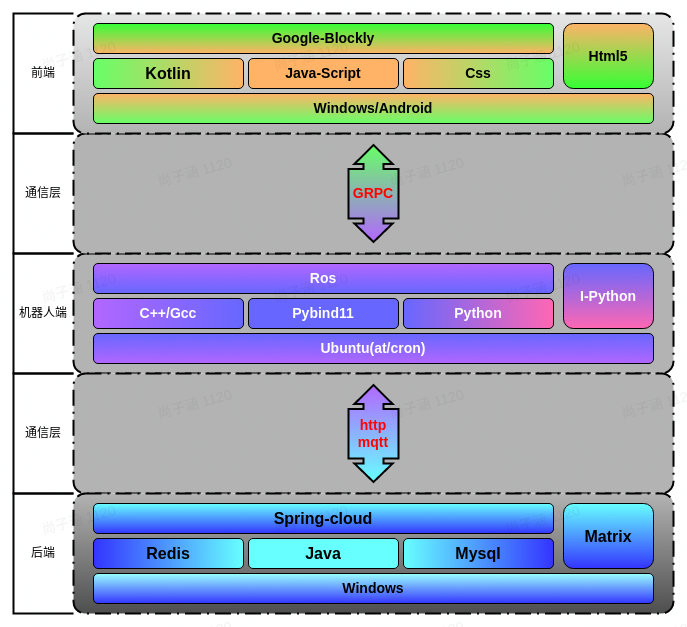 前端
Google-Blockly
Html5
Kotlin
Java-Script
Css
Windows/Android
通信层
GRPC
机器人端
Ros
I-Python
C++/Gcc
Pybind11
Python
Ubuntu(at/cron)
通信层
http
mqtt
后端
Spring-cloud
Matrix
Redis
Java
Mysql
Windows